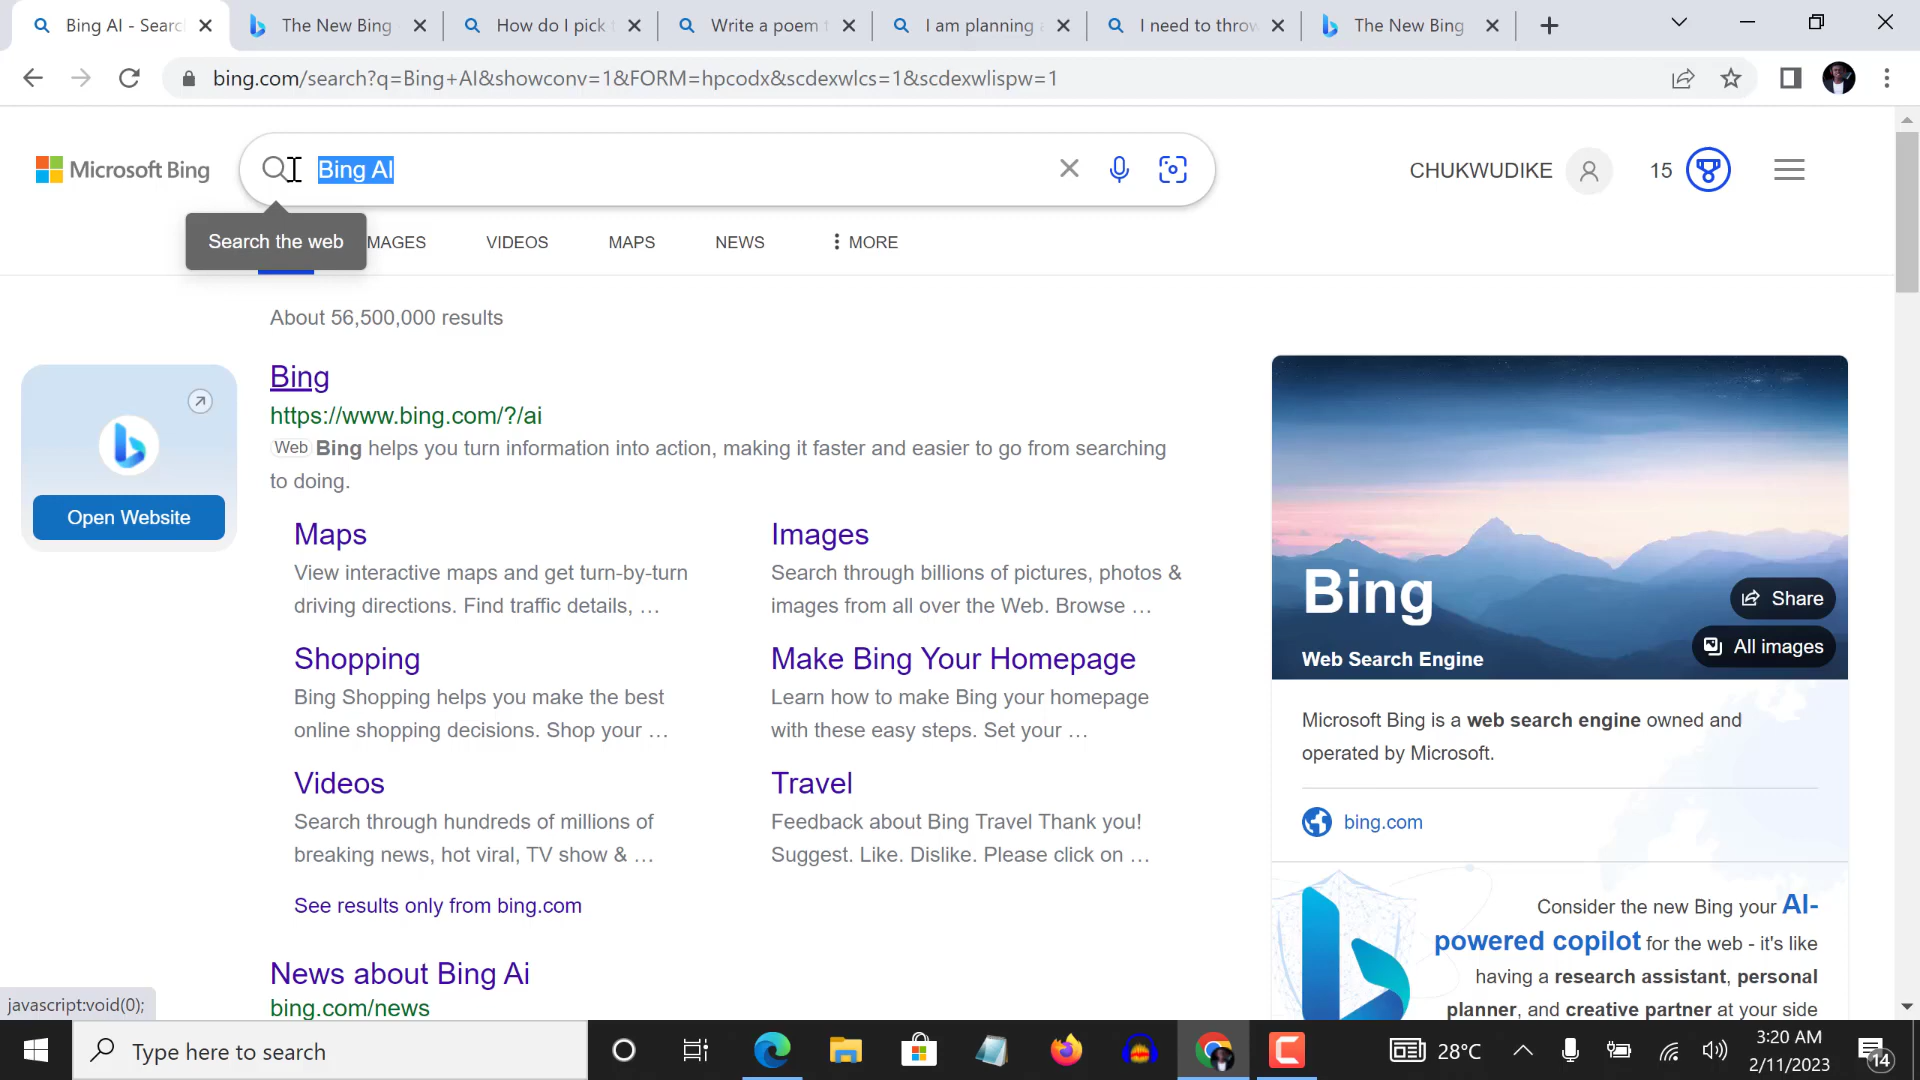 Bing AI - Searc
The New Bing
How do I pick
Write a poem
I am planning
I need to throw
The New Bing
bing.com/search?q=Bing+AI&showconv=1&FORM=hpcodx&scdexwlcs=1&scdexwlispw=1
Microsoft Bing
Bing AI
CHUKWUDIKE
15
Search the web
MAGES
VIDEOS
MAPS
NEWS
MORE
About 56,500,000 results
Bing
https://www.bing.com/?/ai
Web Bing helps you turn information into action, making it faster and easier to go from searching
to doing.
Open Website
Maps
View interactive maps and get turn-by-turn
driving directions. Find traffic details, ...
Images
Search through billions of pictures, photos &
images from all over the Web. Browse ...
Shopping
Bing Shopping helps you make the best
online shopping decisions. Shop your ...
Make Bing Your Homepage
Learn how to make Bing your homepage
with these easy steps. Set your ...
Videos
Search through hundreds of millions of
breaking news, hot viral, TV show & ...
Travel
Feedback about Bing Travel Thank you!
Suggest. Like. Dislike. Please click on ...
See results only from bing.com
News about Bing Ai
bing.com/news
Bing
Web Search Engine
Share
All images
Microsoft Bing is a web search engine owned and
operated by Microsoft.
bing.com
Consider the new Bing your AI-
powered copilot for the web - it's like
having a research assistant, personal
planner, and creative partner at your side
javascript:void(0);
Type here to search
28°C
3:20 AM
2/11/2023
14